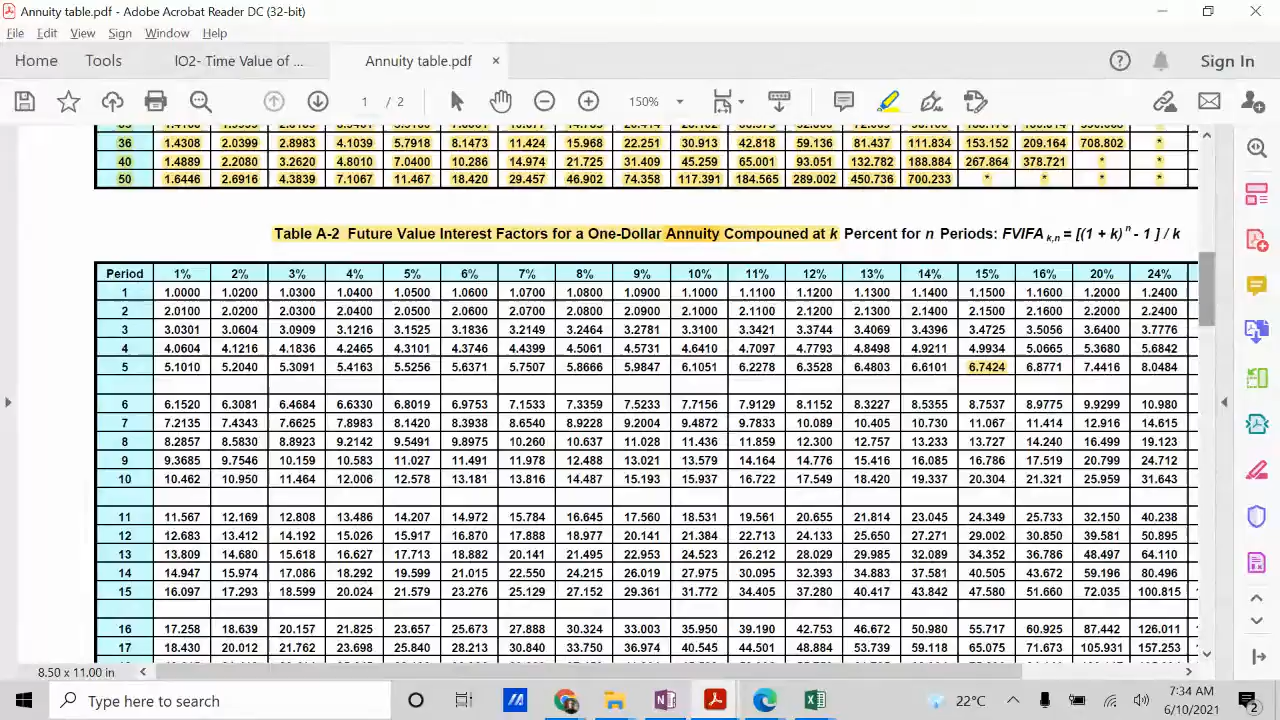 Annuity table.pdf - Adobe Acrobat Reader DC (32-bit)
File Edit View Sign Window Help
Home Tools IO2- Time Value of ... Annuity table.pdf × Sign In
1 / 2 150%
36 1.4308 2.0399 2.8983 4.1039 5.7918 8.1473 11.424 15.968 22.251 30.913 42.818 59.136 81.437 111.834 153.152 209.164 708.802 *
40 1.4889 2.2080 3.2620 4.8010 7.0400 10.286 14.974 21.725 31.409 45.259 65.001 93.051 132.782 188.884 267.864 378.721 * *
50 1.6446 2.6916 4.3839 7.1067 11.467 18.420 29.457 46.902 74.358 117.391 184.565 289.002 450.736 700.233 * * * *
Table A-2 Future Value Interest Factors for a One-Dollar Annuity Compouned at k Percent for n Periods: FVIFA k,n = [(1 + k) n - 1 ] / k
Period 1% 2% 3% 4% 5% 6% 7% 8% 9% 10% 11% 12% 13% 14% 15% 16% 20% 24%
1 1.0000 1.0200 1.0300 1.0400 1.0500 1.0600 1.0700 1.0800 1.0900 1.1000 1.1100 1.1200 1.1300 1.1400 1.1500 1.1600 1.2000 1.2400
2 2.0100 2.0200 2.0300 2.0400 2.0500 2.0600 2.0700 2.0800 2.0900 2.1000 2.1100 2.1200 2.1300 2.1400 2.1500 2.1600 2.2000 2.2400
3 3.0301 3.0604 3.0909 3.1216 3.1525 3.1836 3.2149 3.2464 3.2781 3.3100 3.3421 3.3744 3.4069 3.4396 3.4725 3.5056 3.6400 3.7776
4 4.0604 4.1216 4.1836 4.2465 4.3101 4.3746 4.4399 4.5061 4.5731 4.6410 4.7097 4.7793 4.8498 4.9211 4.9934 5.0665 5.3680 5.6842
5 5.1010 5.2040 5.3091 5.4163 5.5256 5.6371 5.7507 5.8666 5.9847 6.1051 6.2278 6.3528 6.4803 6.6101 6.7424 6.8771 7.4416 8.0484
6 6.1520 6.3081 6.4684 6.6330 6.8019 6.9753 7.1533 7.3359 7.5233 7.7156 7.9129 8.1152 8.3227 8.5355 8.7537 8.9775 9.9299 10.980
7 7.2135 7.4343 7.6625 7.8983 8.1420 8.3938 8.6540 8.9228 9.2004 9.4872 9.7833 10.089 10.405 10.730 11.067 11.414 12.916 14.615
8 8.2857 8.5830 8.8923 9.2142 9.5491 9.8975 10.260 10.637 11.028 11.436 11.859 12.300 12.757 13.233 13.727 14.240 16.499 19.123
9 9.3685 9.7546 10.159 10.583 11.027 11.491 11.978 12.488 13.021 13.579 14.164 14.776 15.416 16.085 16.786 17.519 20.799 24.712
10 10.462 10.950 11.464 12.006 12.578 13.181 13.816 14.487 15.193 15.937 16.722 17.549 18.420 19.337 20.304 21.321 25.959 31.643
11 11.567 12.169 12.808 13.486 14.207 14.972 15.784 16.645 17.560 18.531 19.561 20.655 21.814 23.045 24.349 25.733 32.150 40.238
12 12.683 13.412 14.192 15.026 15.917 16.870 17.888 18.977 20.141 21.384 22.713 24.133 25.650 27.271 29.002 30.850 39.581 50.895
13 13.809 14.680 15.618 16.627 17.713 18.882 20.141 21.495 22.953 24.523 26.212 28.029 29.985 32.089 34.352 36.786 48.497 64.110
14 14.947 15.974 17.086 18.292 19.599 21.015 22.550 24.215 26.019 27.975 30.095 32.393 34.883 37.581 40.505 43.672 59.196 80.496
15 16.097 17.293 18.599 20.024 21.579 23.276 25.129 27.152 29.361 31.772 34.405 37.280 40.417 43.842 47.580 51.660 72.035 100.815
16 17.258 18.639 20.157 21.825 23.657 25.673 27.888 30.324 33.003 35.950 39.190 42.753 46.672 50.980 55.717 60.925 87.442 126.011
17 18.430 20.012 21.762 23.698 25.840 28.213 30.840 33.750 36.974 40.545 44.501 48.884 53.739 59.118 65.075 71.673 105.931 157.253
8.50 x 11.00 in
Type here to search 22°C 7:34 AM
6/10/2021 2